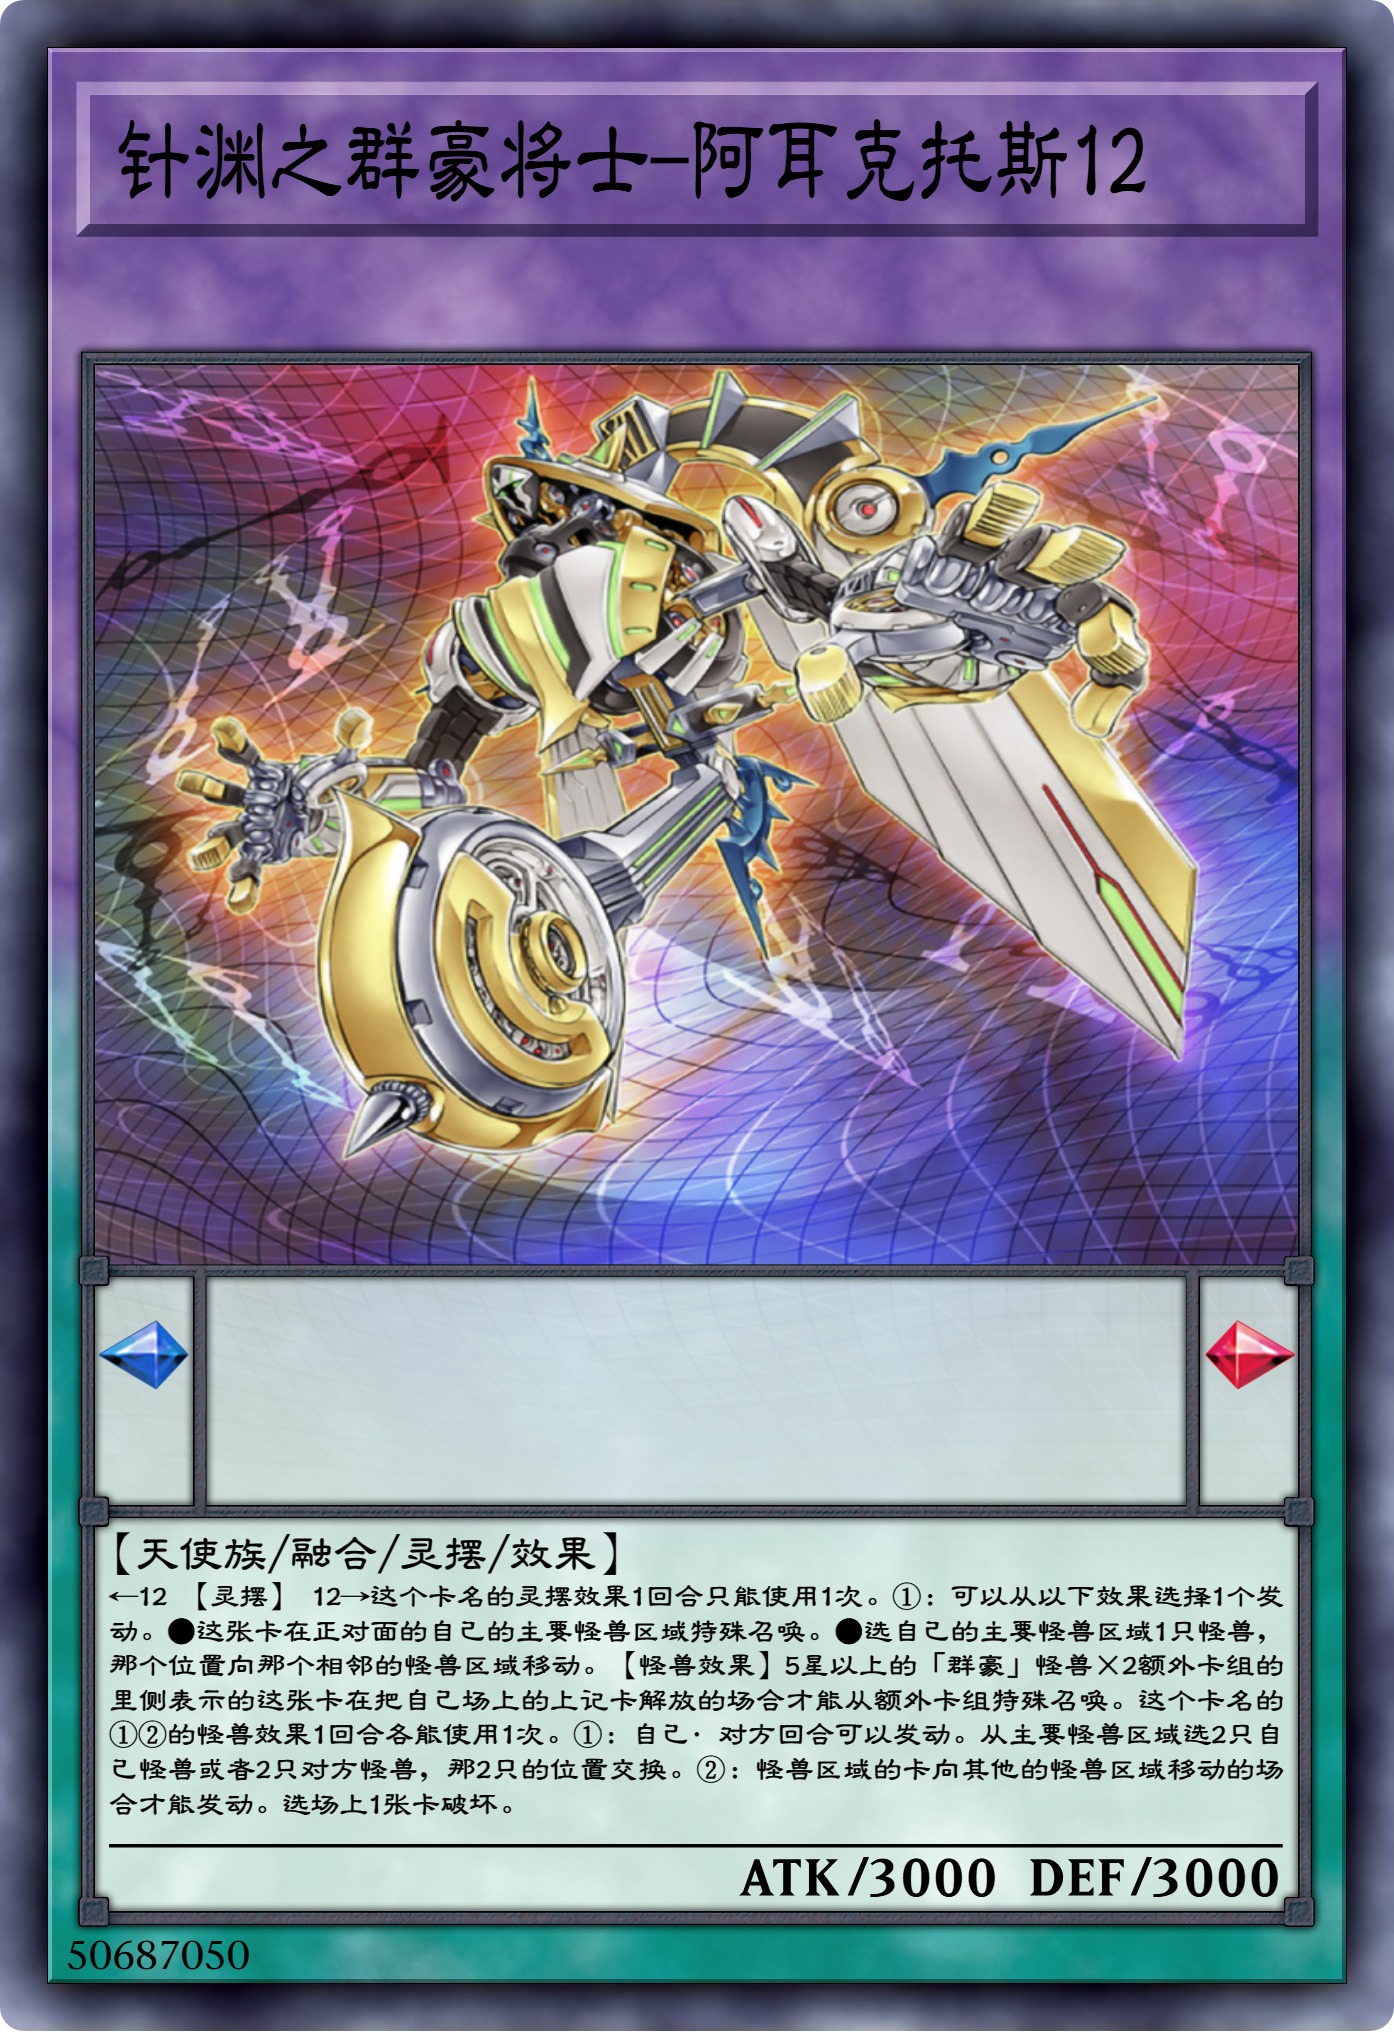 针渊之群豪将士-阿耳克托斯12
【天使族/融合/灵摆/效果】
←12 【灵摆】 12→这个卡名的灵摆效果1回合只能使用1次。①：可以从以下效果选择1个发
动。●这张卡在正对面的自己的主要怪兽区域特殊召唤。●选自己的主要怪兽区域1只怪兽，
那个位置向那个相邻的怪兽区域移动。【怪兽效果】5星以上的「群豪」怪兽×2额外卡组的
里侧表示的这张卡在把自己场上的上记卡解放的场合才能从额外卡组特殊召唤。这个卡名的
①②的怪兽效果1回合各能使用1次。①：自己·对方回合可以发动。从主要怪兽区域选2只自
己怪兽或者2只对方怪兽，那2只的位置交换。②：怪兽区域的卡向其他的怪兽区域移动的场
合才能发动。选场上1张卡破坏。
ATK/3000 DEF/3000
50687050